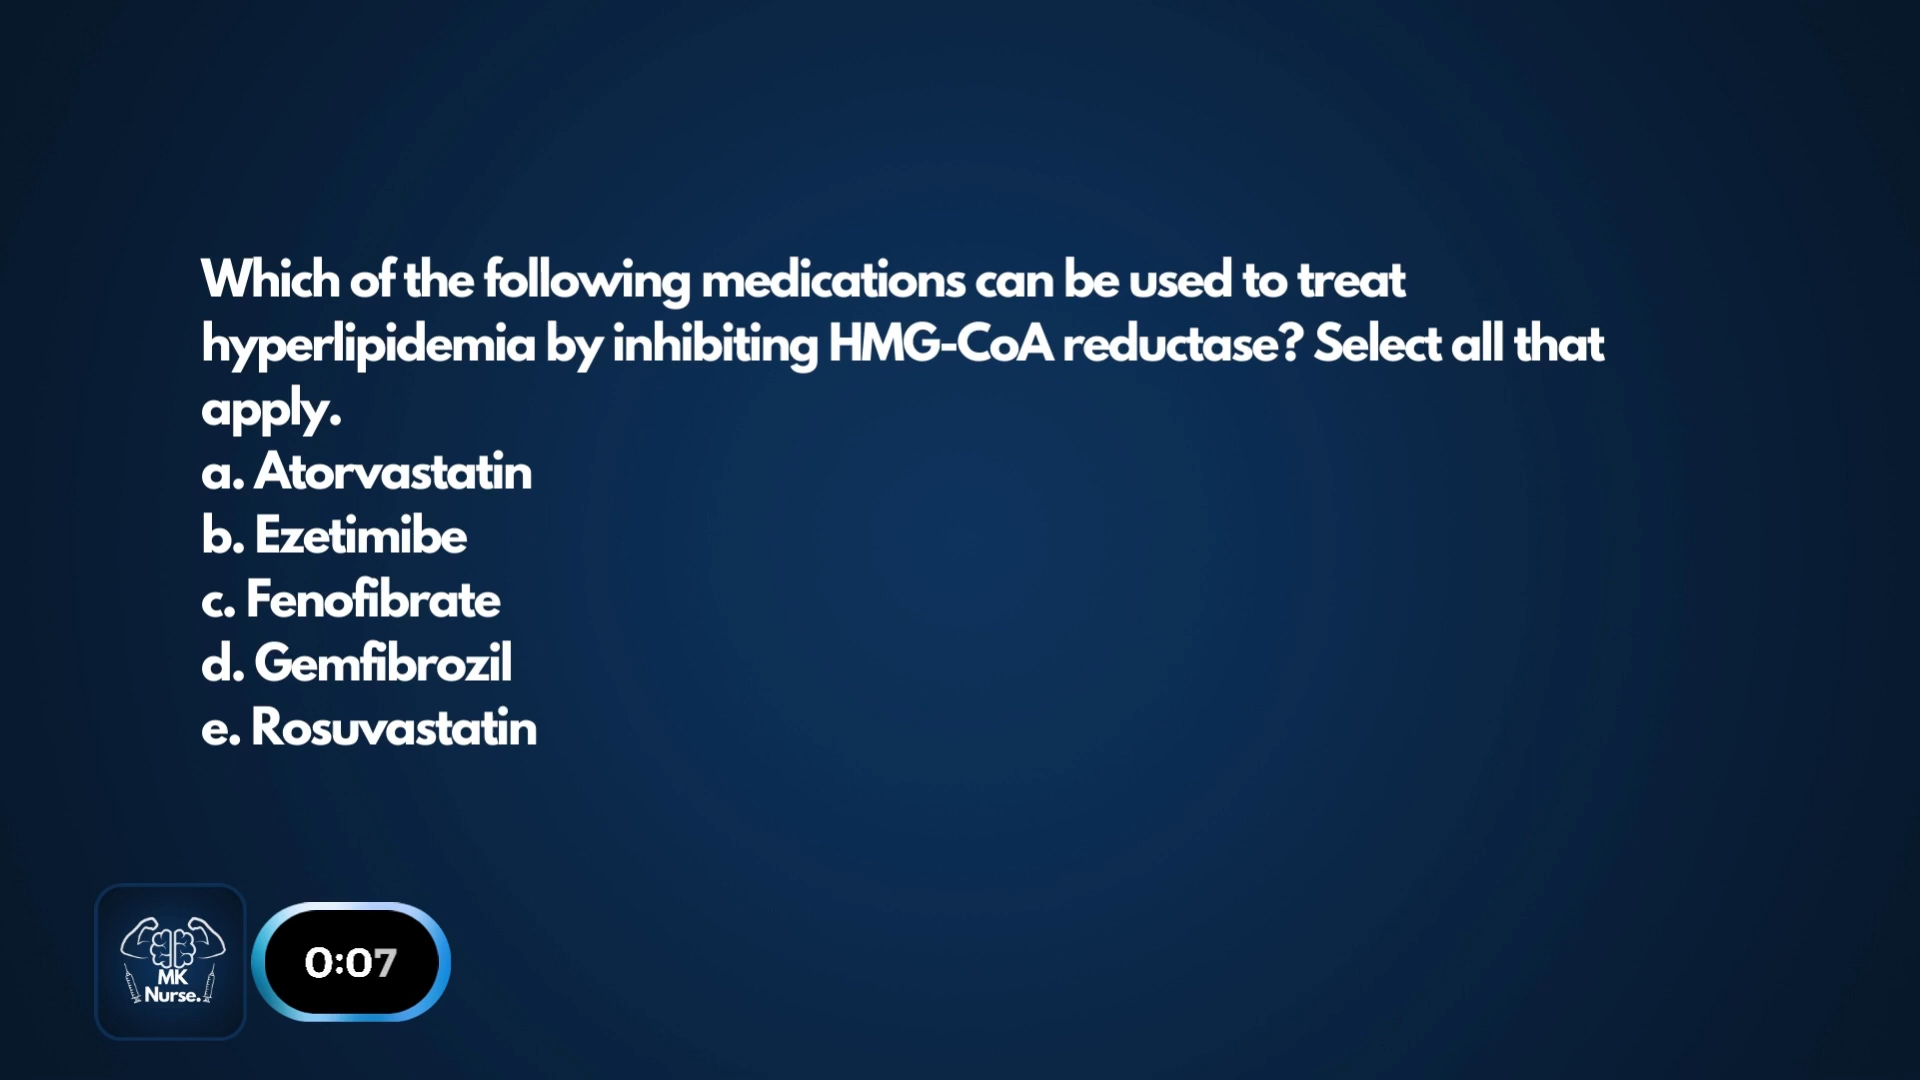 Which of the following medications can be used to treat
hyperlipidemia by inhibiting HMG-CoA reductase? Select all that
apply.
a. Atorvastatin
b. Ezetimibe
c. Fenofibrate
d. Gemfibrozil
e. Rosuvastatin
MK
Nurse.
0:07